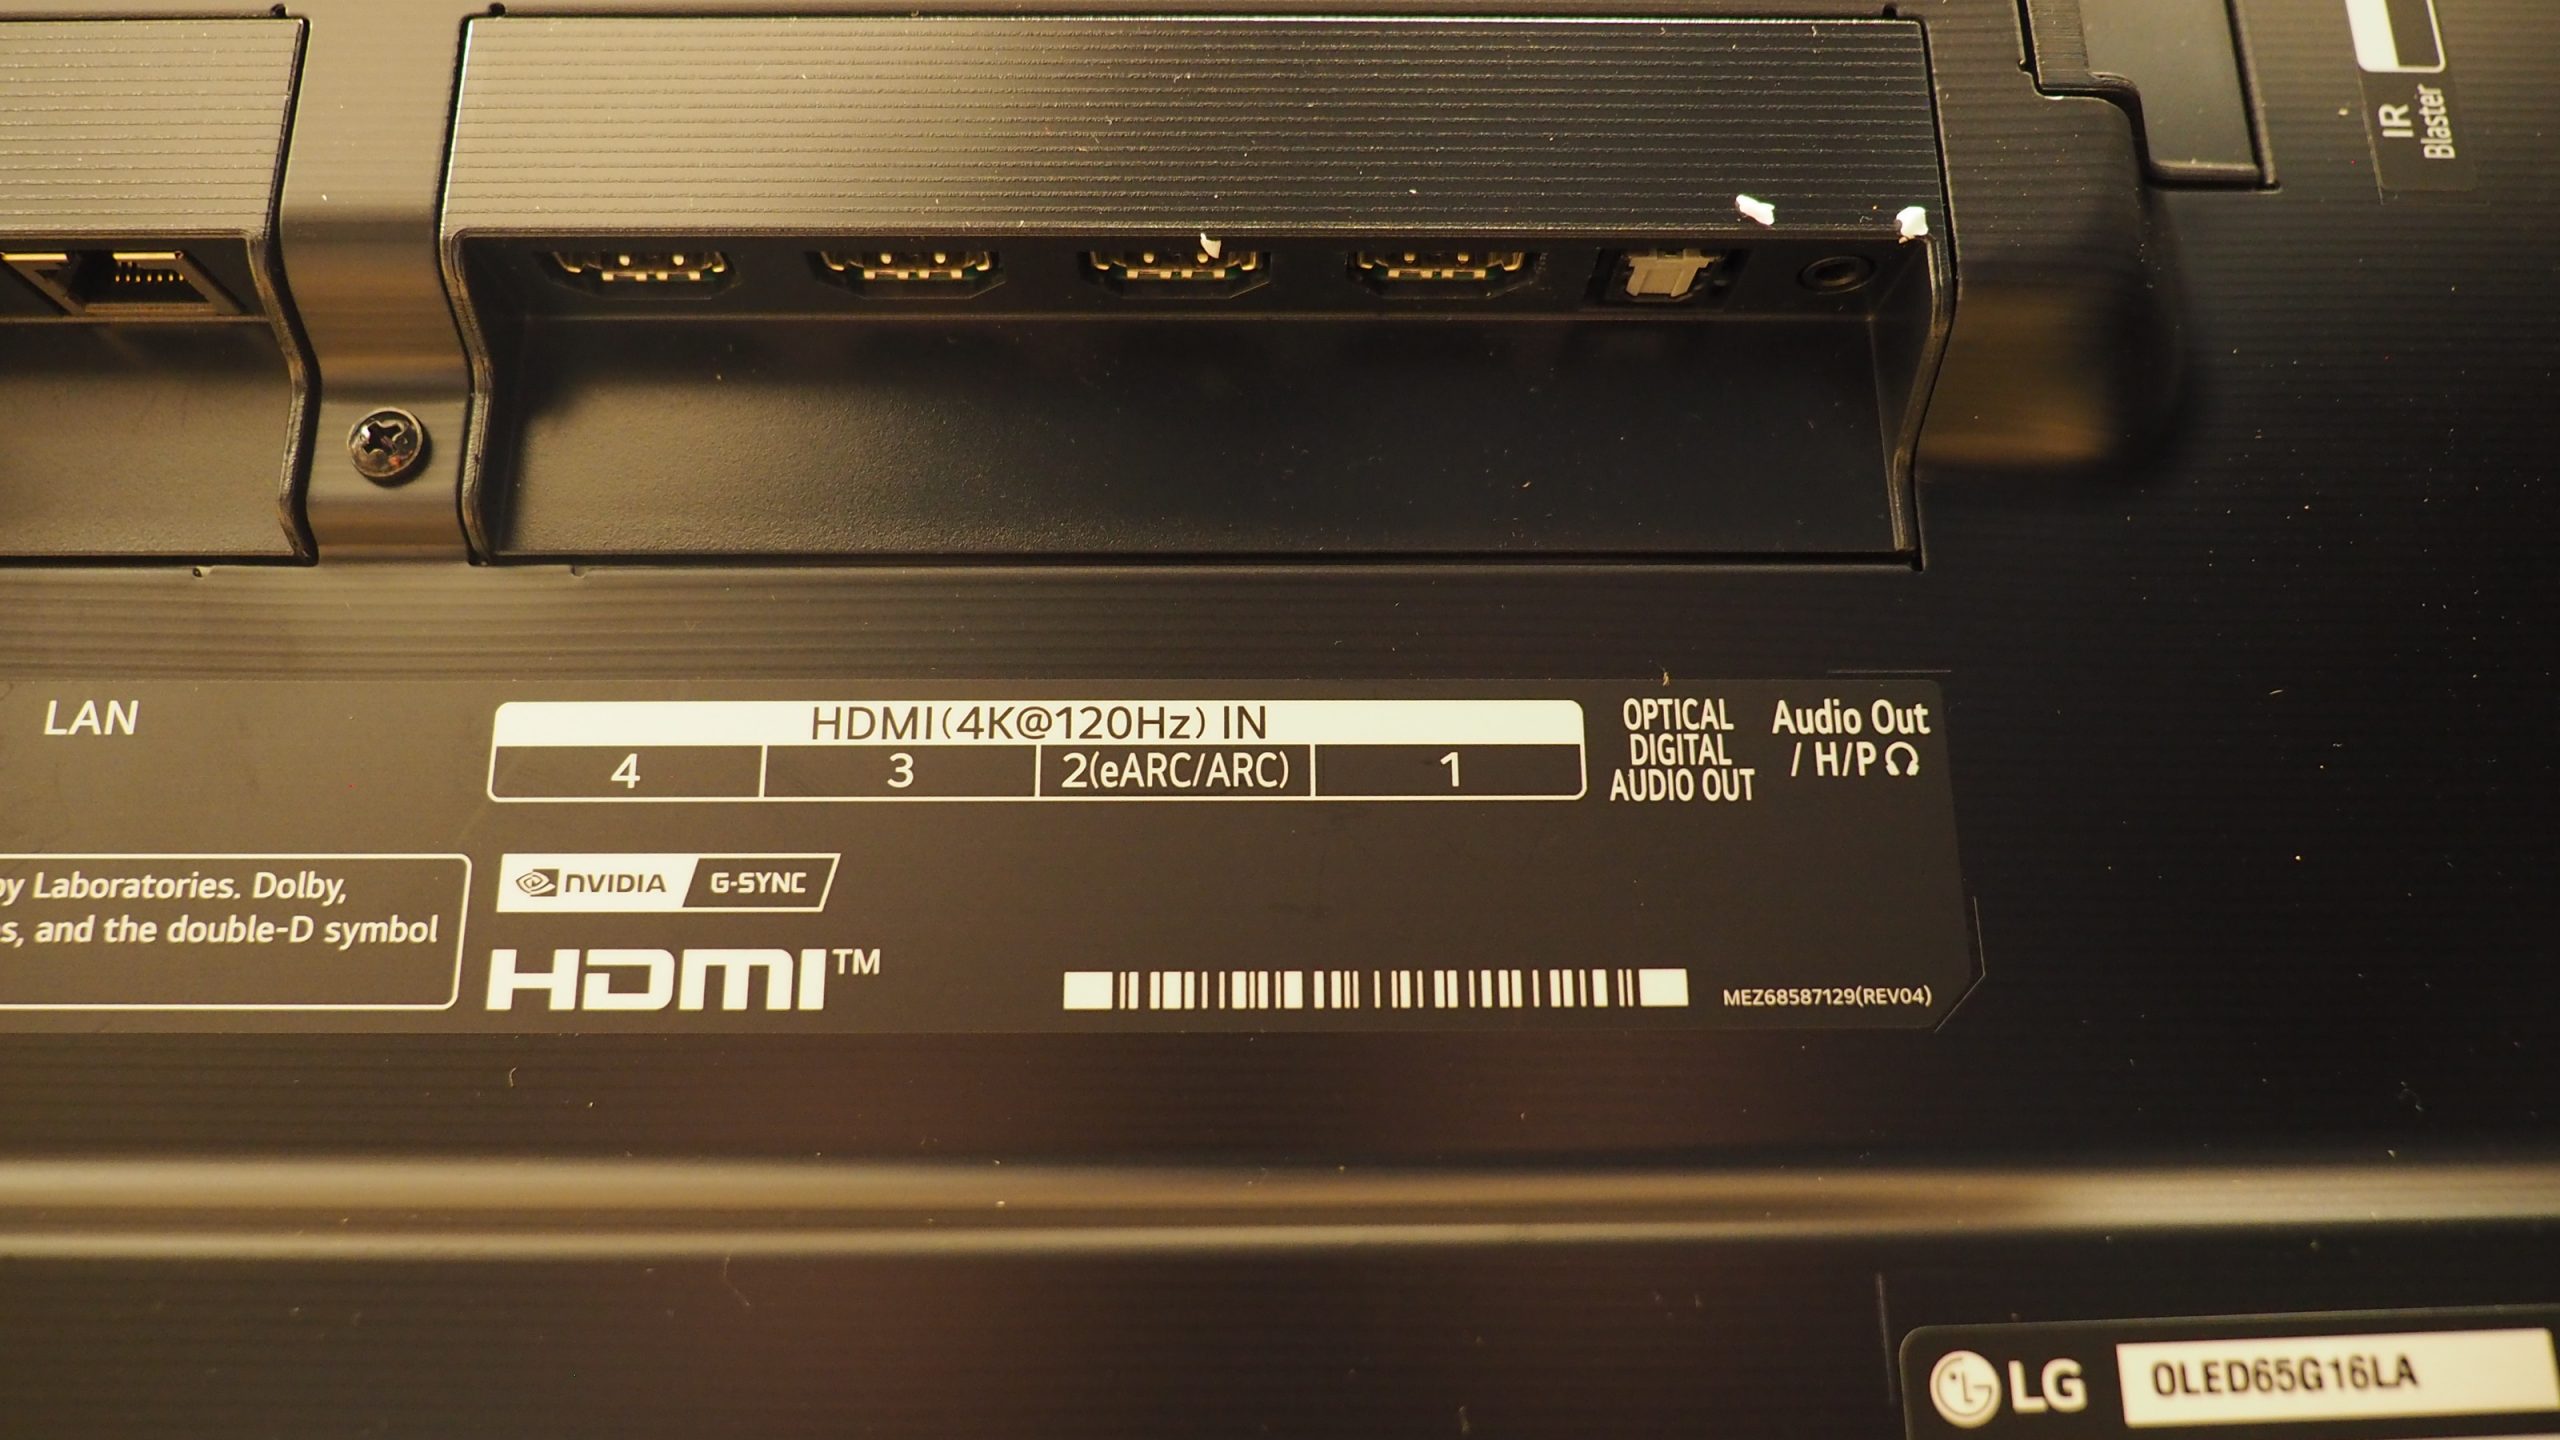 IR
Blaster
LAN
HDMI(4K@120Hz) IN
4 3 2(eARC/ARC) 1
OPTICAL
DIGITAL
AUDIO OUT
Audio Out
/ H/P
by Laboratories. Dolby,
s, and the double-D symbol
NVIDIA G-SYNC
HDMI™
MEZ68587129(REV04)
LG OLED65G16LA